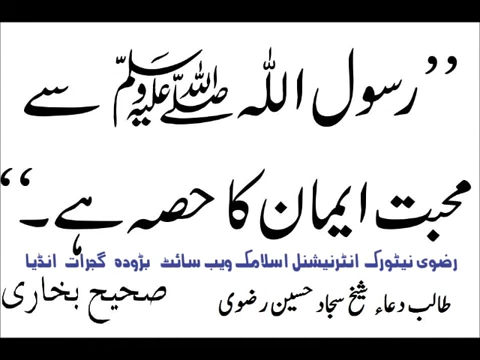 ”رسول اللہ ﷺ سے
محبت ایمان کا حصہ ہے۔“
رضوی نیٹورک انٹرنیشنل اسلامک ویب سائٹ بڑودہ گجرات انڈیا
طالب دعاء شیخ سجاد حسین رضوی صحیح بخاری